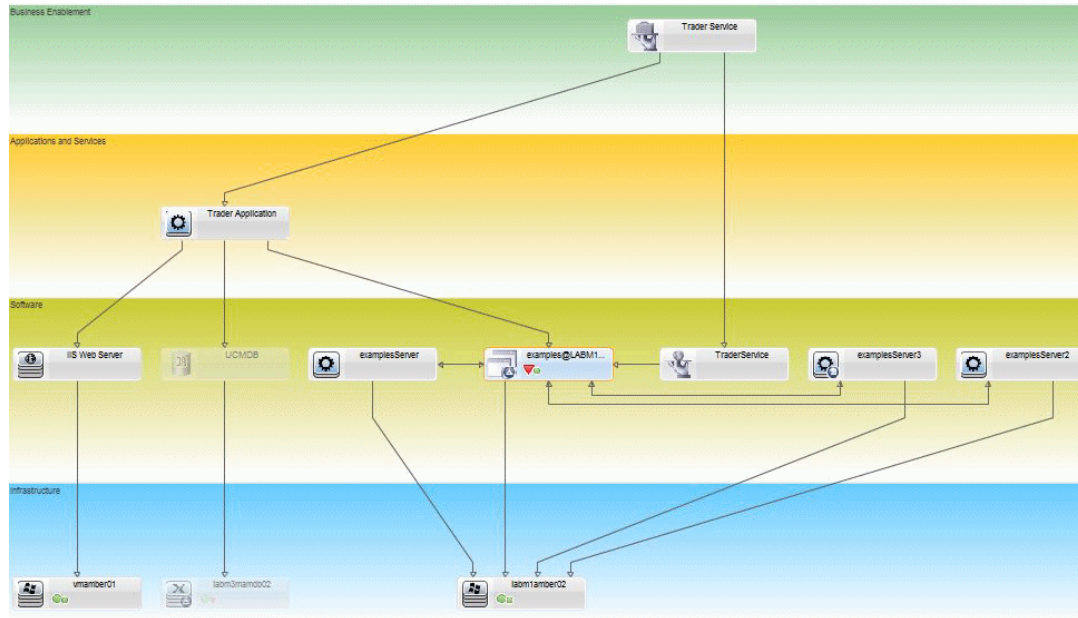 Business Enablement
Trader Service
Applications and Services
Trader Application
Software
IIS Web Server
UCMDB
examplesServer
examples@LABM1...
TraderService
examplesServer3
examplesServer2
Infrastructure
vmamber01
labm3mamdb02
labm1amber02